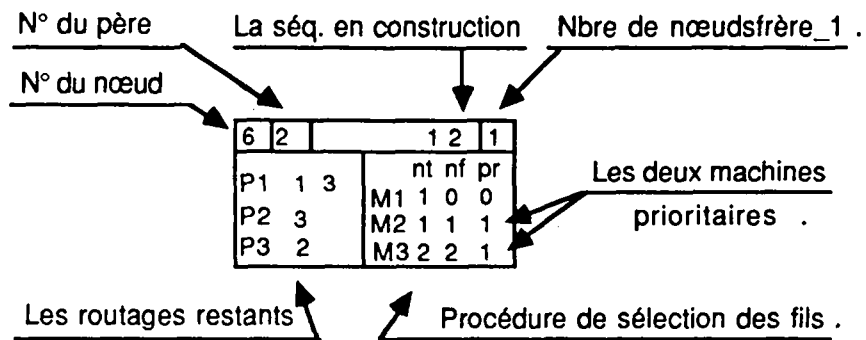 N° du père
La séq. en construction
Nbre de nœudsfrère_1 .
N° du nœud
6 2 1 2 1
nt nf pr
P1 1 3
M1 1 0 0
P2 3
M2 1 1 1
P3 2
M3 2 2 1
Les deux machines
prioritaires .
Les routages restants
Procédure de sélection des fils .